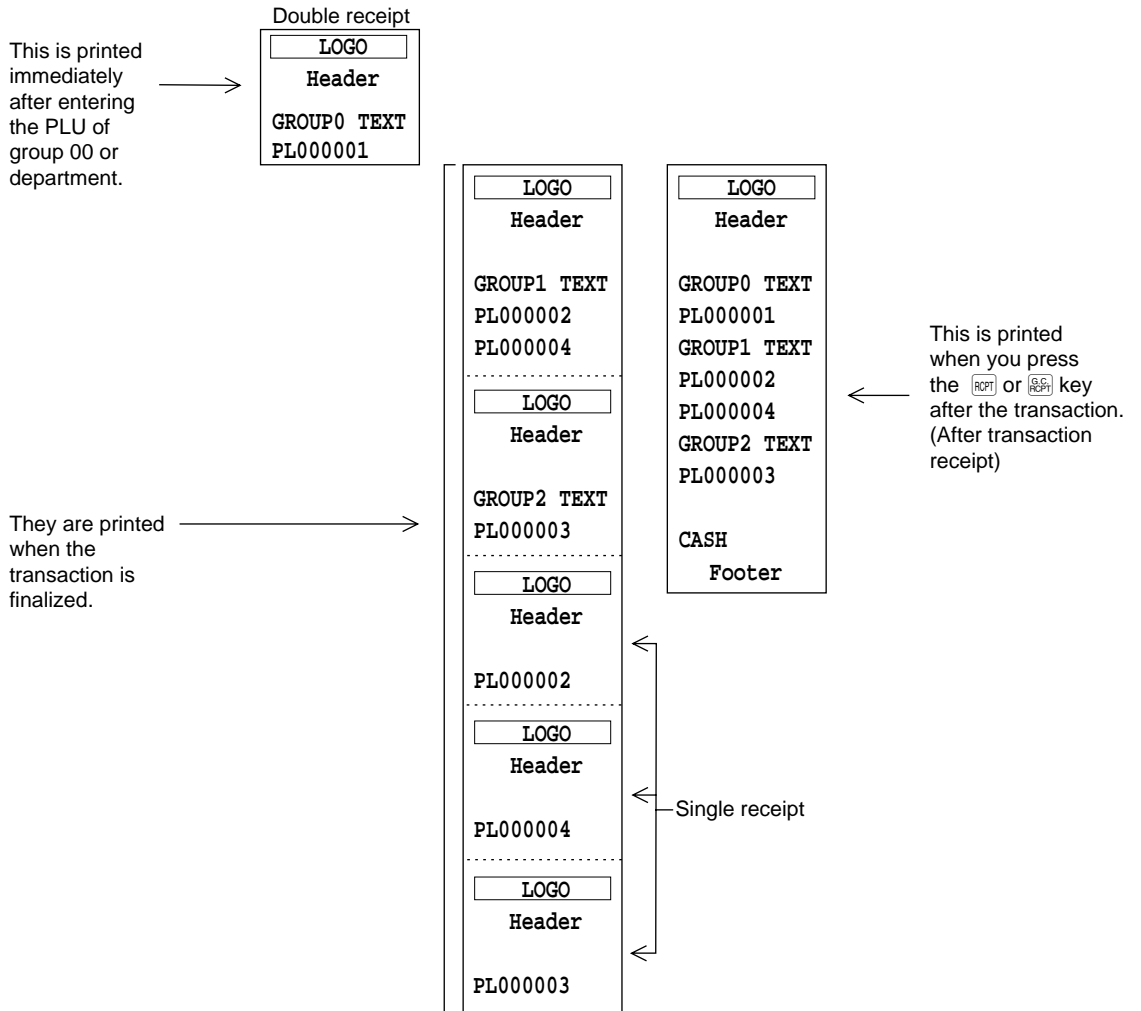 Double receipt
This is printed
immediately
after entering
the PLU of
group 00 or
department.
LOGO
Header
GROUP0 TEXT
PL000001
They are printed
when the
transaction is
finalized.
LOGO
Header
GROUP1 TEXT
PL000002
PL000004
LOGO
Header
GROUP2 TEXT
PL000003
LOGO
Header
PL000002
LOGO
Header
PL000004
LOGO
Header
PL000003
Single receipt
LOGO
Header
GROUP0 TEXT
PL000001
GROUP1 TEXT
PL000002
PL000004
GROUP2 TEXT
PL000003
CASH
Footer
This is printed
when you press
the RCPT or G.C. RCPT key
after the transaction.
(After transaction
receipt)